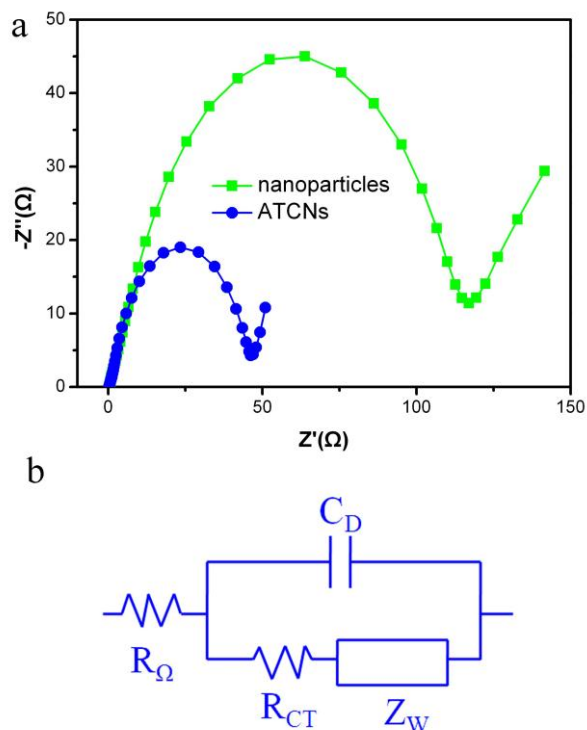 a
50
40
30
20
10
0
-Z"(Ω)
nanoparticles
ATCNs
0 50 100 150
Z'(Ω)
b
C_D
R_Ω
R_CT
Z_W